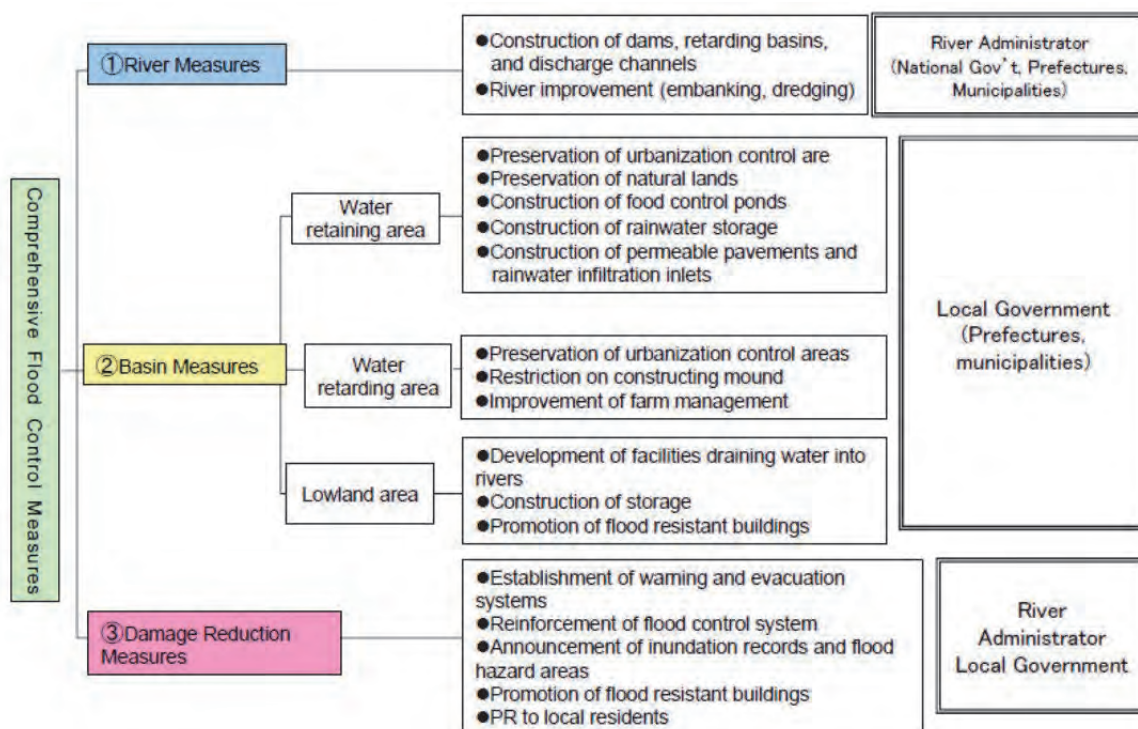 Comprehensive Flood Control Measures
①River Measures
●Construction of dams, retarding basins,
and discharge channels
●River improvement (embanking, dredging)
River Administrator
(National Gov't, Prefectures,
Municipalities)
②Basin Measures
Water
retaining area
●Preservation of urbanization control are
●Preservation of natural lands
●Construction of food control ponds
●Construction of rainwater storage
●Construction of permeable pavements and
rainwater infiltration inlets
Water
retarding area
●Preservation of urbanization control areas
●Restriction on constructing mound
●Improvement of farm management
Lowland area
●Development of facilities draining water into
rivers
●Construction of storage
●Promotion of flood resistant buildings
Local Government
(Prefectures,
municipalities)
③Damage Reduction
Measures
●Establishment of warning and evacuation
systems
●Reinforcement of flood control system
●Announcement of inundation records and flood
hazard areas
●Promotion of flood resistant buildings
●PR to local residents
River
Administrator
Local Government